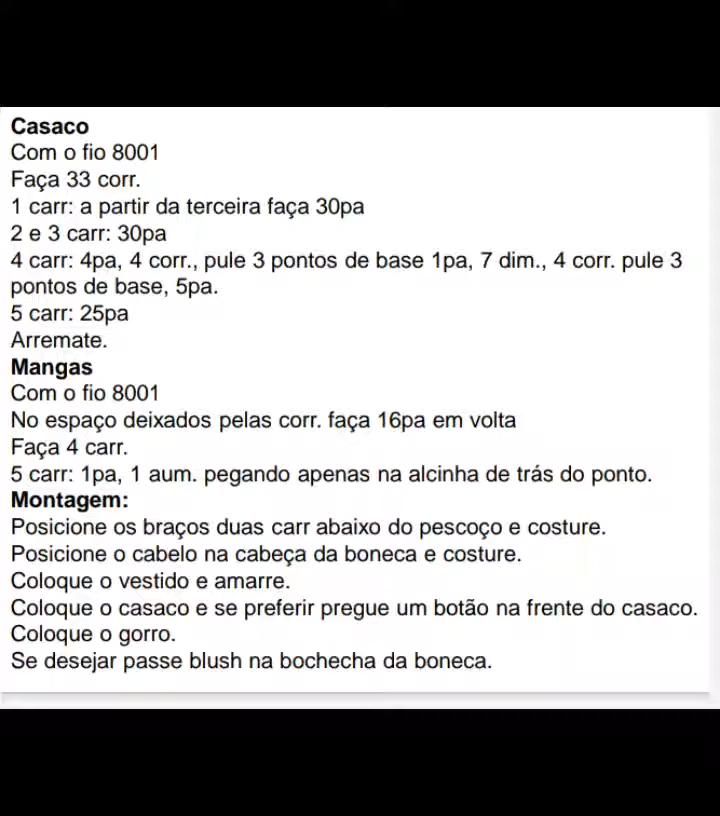 Casaco
Com o fio 8001
Faça 33 corr.
1 carr: a partir da terceira faça 30pa
2 e 3 carr: 30pa
4 carr: 4pa, 4 corr., pule 3 pontos de base 1pa, 7 dim., 4 corr. pule 3
pontos de base, 5pa.
5 carr: 25pa
Arremate.
Mangas
Com o fio 8001
No espaço deixados pelas corr. faça 16pa em volta
Faça 4 carr.
5 carr: 1pa, 1 aum. pegando apenas na alcinha de trás do ponto.
Montagem:
Posicione os braços duas carr abaixo do pescoço e costure.
Posicione o cabelo na cabeça da boneca e costure.
Coloque o vestido e amarre.
Coloque o casaco e se preferir pregue um botão na frente do casaco.
Coloque o gorro.
Se desejar passe blush na bochecha da boneca.